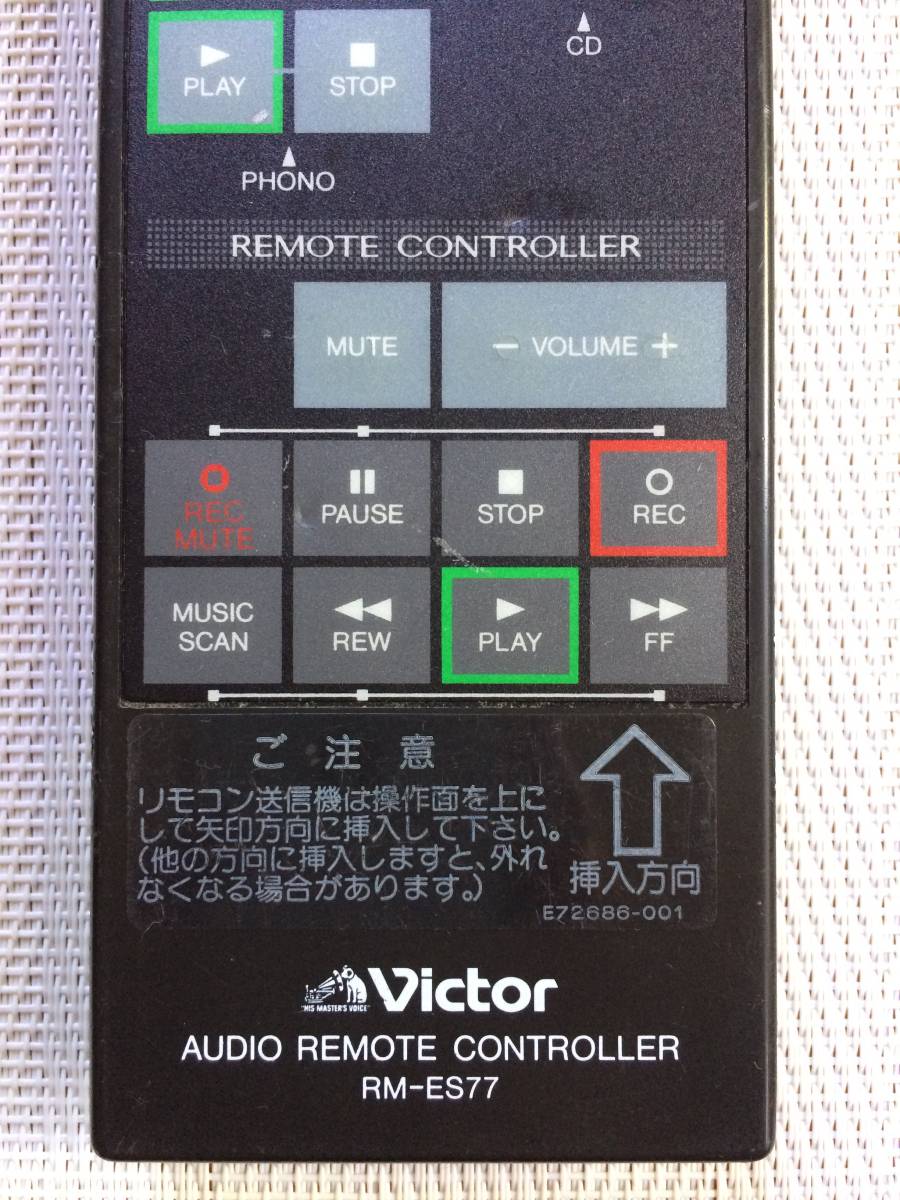 CD
PLAY
STOP
PHONO
REMOTE CONTROLLER
MUTE
− VOLUME +
REC
MUTE
PAUSE
STOP
REC
MUSIC
SCAN
REW
PLAY
FF
ご注意
リモコン送信機は操作面を上に
して矢印方向に挿入して下さい。
(他の方向に挿入しますと、外れ
なくなる場合があります。)
挿入方向
E72686-001
"HIS MASTER'S VOICE"
Victor
AUDIO REMOTE CONTROLLER
RM-ES77